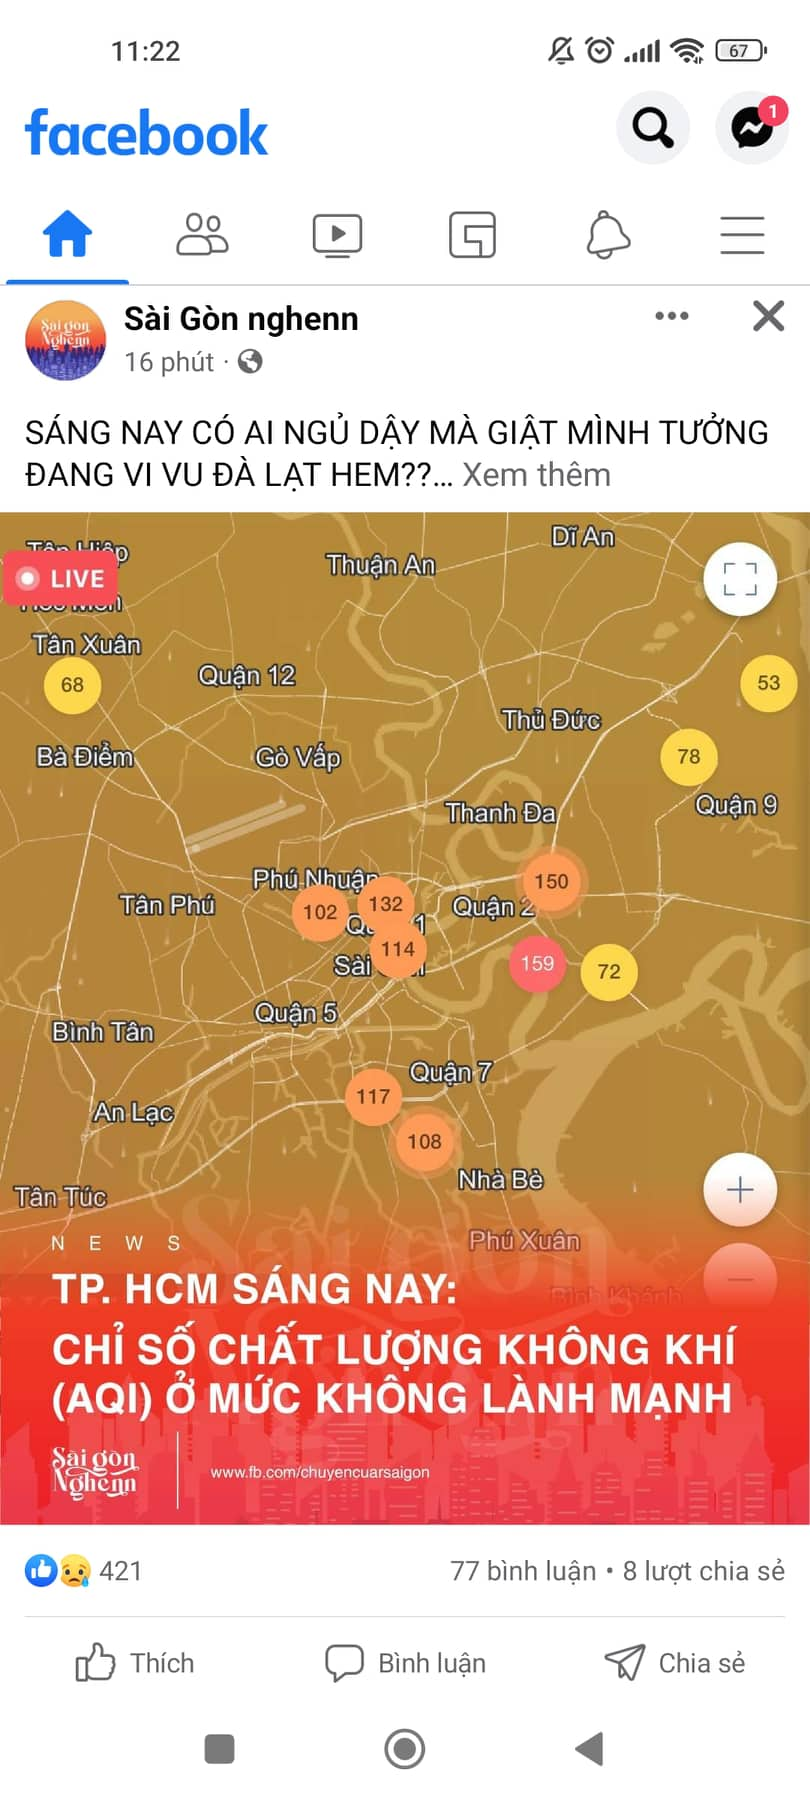 11:22
67
facebook
1
Sài Gòn nghenn
16 phút ·
SÁNG NAY CÓ AI NGỦ DẬY MÀ GIẬT MÌNH TƯỞNG
ĐANG VI VU ĐÀ LẠT HEM??... Xem thêm
Dĩ An
Tân Hiệp
Thuận An
LIVE
Tân Xuân
Quận 12
68
53
Thủ Đức
Bà Điểm
Gò Vấp
78
Quận 9
Thanh Đa
Phú Nhuận
150
Tân Phú
102
132
Quận 2
1
114
Sài
159
72
Quận 5
Bình Tân
Quận 7
117
An Lạc
108
Nhà Bè
Tân Túc
Phú Xuân
NEWS
Bình Khánh
TP. HCM SÁNG NAY:
CHỈ SỐ CHẤT LƯỢNG KHÔNG KHÍ
(AQI) Ở MỨC KHÔNG LÀNH MẠNH
Sài gòn
Nghenn
www.fb.com/chuyencuarsaigon
421
77 bình luận • 8 lượt chia sẻ
Thích
Bình luận
Chia sẻ